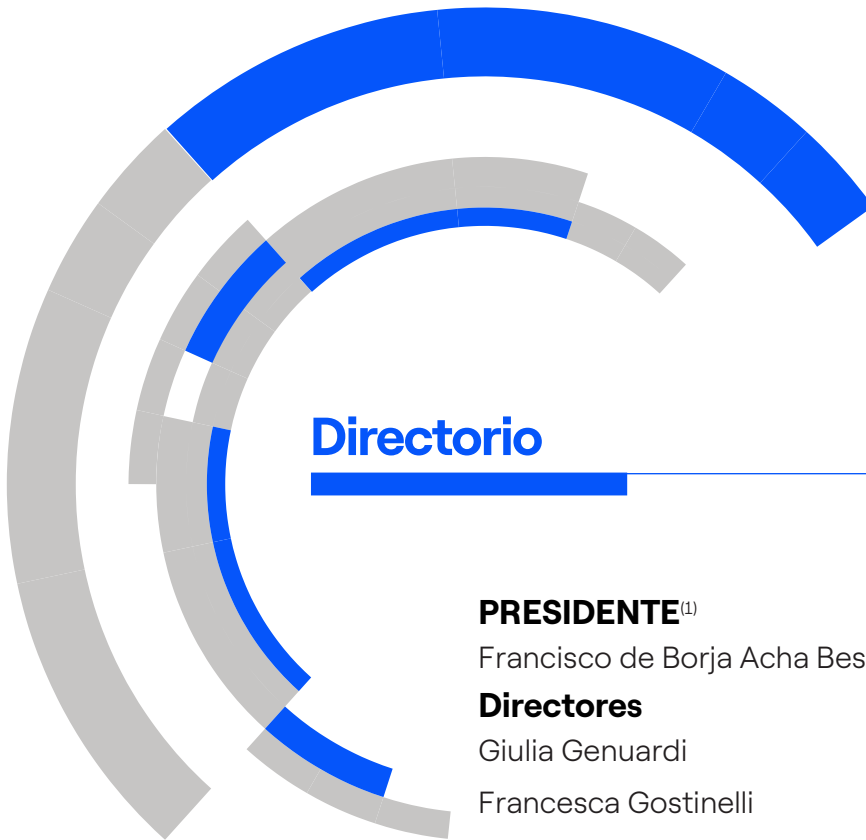 Directorio
PRESIDENTE(1)
Francisco de Borja Acha Bes
Directores
Giulia Genuardi
Francesca Gostinelli